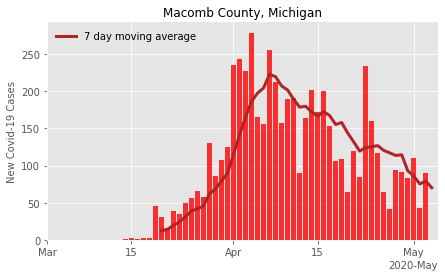 Macomb County, Michigan
7 day moving average
New Covid-19 Cases
250
200
150
100
50
0
Mar
15
Apr
15
May
2020-May